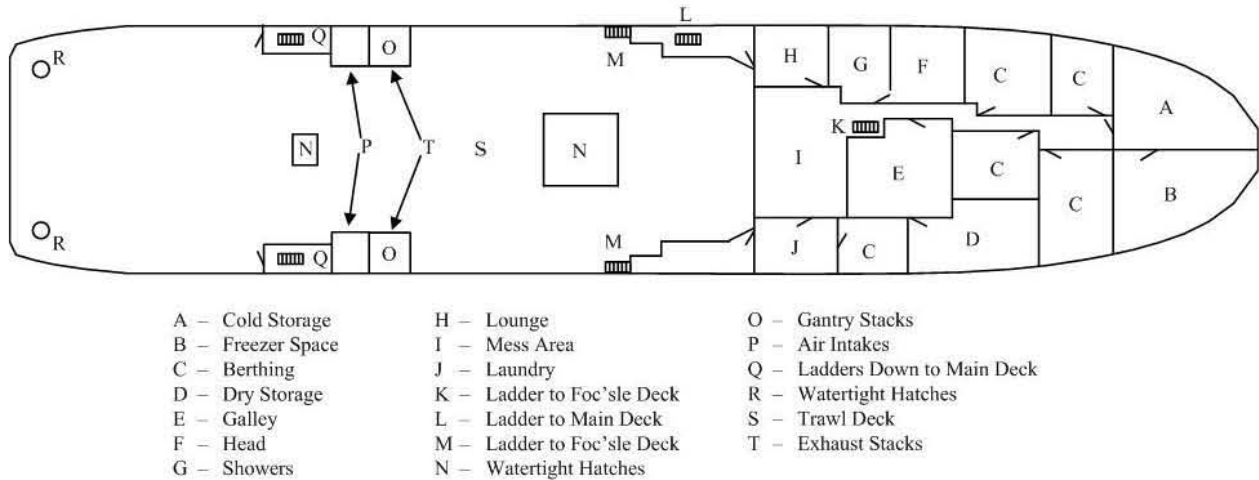 L
R
Q
O
M
H
G
F
C
C
A
N
P
T
S
N
K
I
E
C
C
B
R
Q
O
M
J
C
D
A – Cold Storage
B – Freezer Space
C – Berthing
D – Dry Storage
E – Galley
F – Head
G – Showers
H – Lounge
I – Mess Area
J – Laundry
K – Ladder to Foc'sle Deck
L – Ladder to Main Deck
M – Ladder to Foc'sle Deck
N – Watertight Hatches
O – Gantry Stacks
P – Air Intakes
Q – Ladders Down to Main Deck
R – Watertight Hatches
S – Trawl Deck
T – Exhaust Stacks